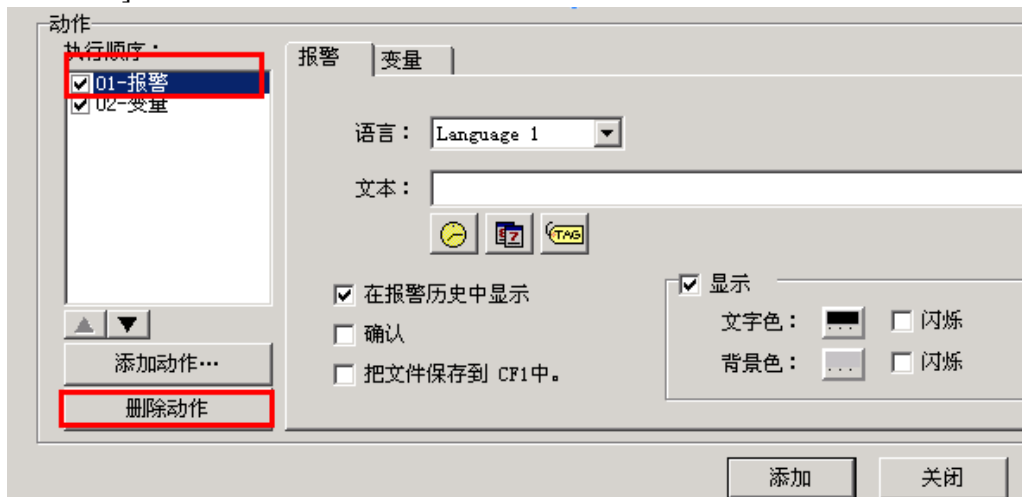 动作
执行顺序：
01-报警
02-变量
添加动作…
删除动作
报警 变量
语言： Language 1
文本：
TAG
在报警历史中显示
确认
把文件保存到 CF1中。
显示
文字色： ... 闪烁
背景色： ... 闪烁
添加 关闭